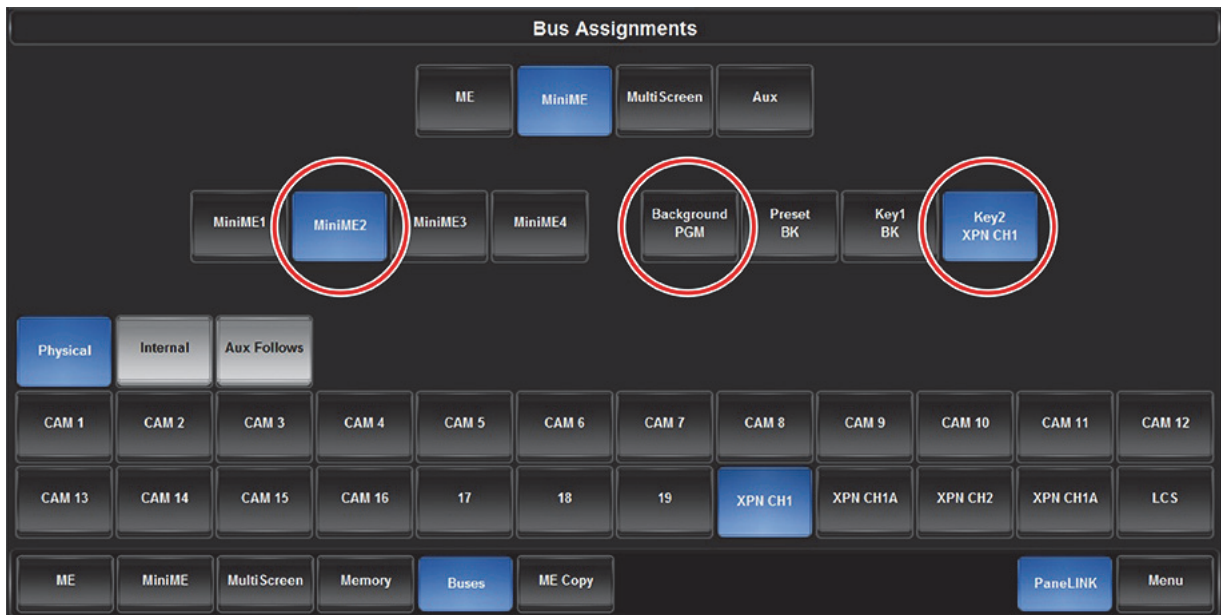 Bus Assignments
ME MiniME MultiScreen Aux
MiniME1 MiniME2 MiniME3 MiniME4 Background PGM Preset BK Key1 BK Key2 XPN CH1
Physical Internal Aux Follows
CAM 1 CAM 2 CAM 3 CAM 4 CAM 5 CAM 6 CAM 7 CAM 8 CAM 9 CAM 10 CAM 11 CAM 12
CAM 13 CAM 14 CAM 15 CAM 16 17 18 19 XPN CH1 XPN CH1A XPN CH2 XPN CH1A LCS
ME MiniME MultiScreen Memory Buses ME Copy PaneLINK Menu